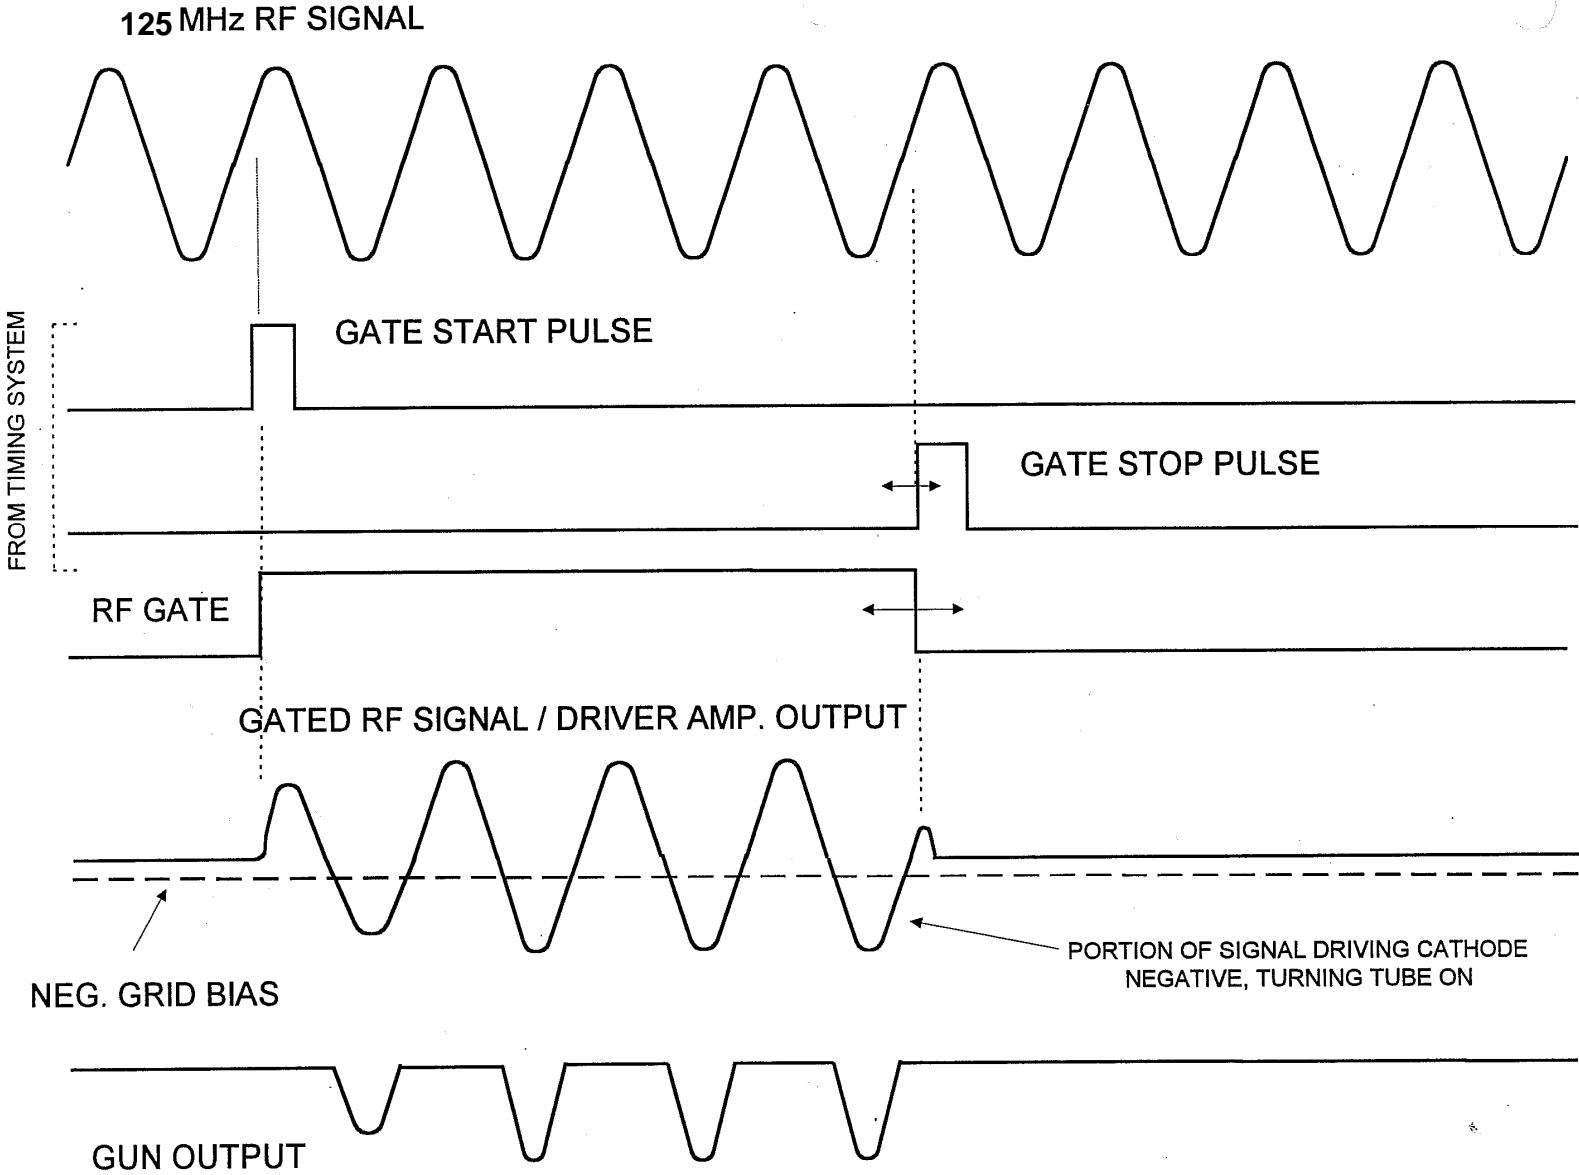 125 MHz RF SIGNAL
FROM TIMING SYSTEM
GATE START PULSE
GATE STOP PULSE
RF GATE
GATED RF SIGNAL / DRIVER AMP. OUTPUT
PORTION OF SIGNAL DRIVING CATHODE
NEGATIVE, TURNING TUBE ON
NEG. GRID BIAS
GUN OUTPUT